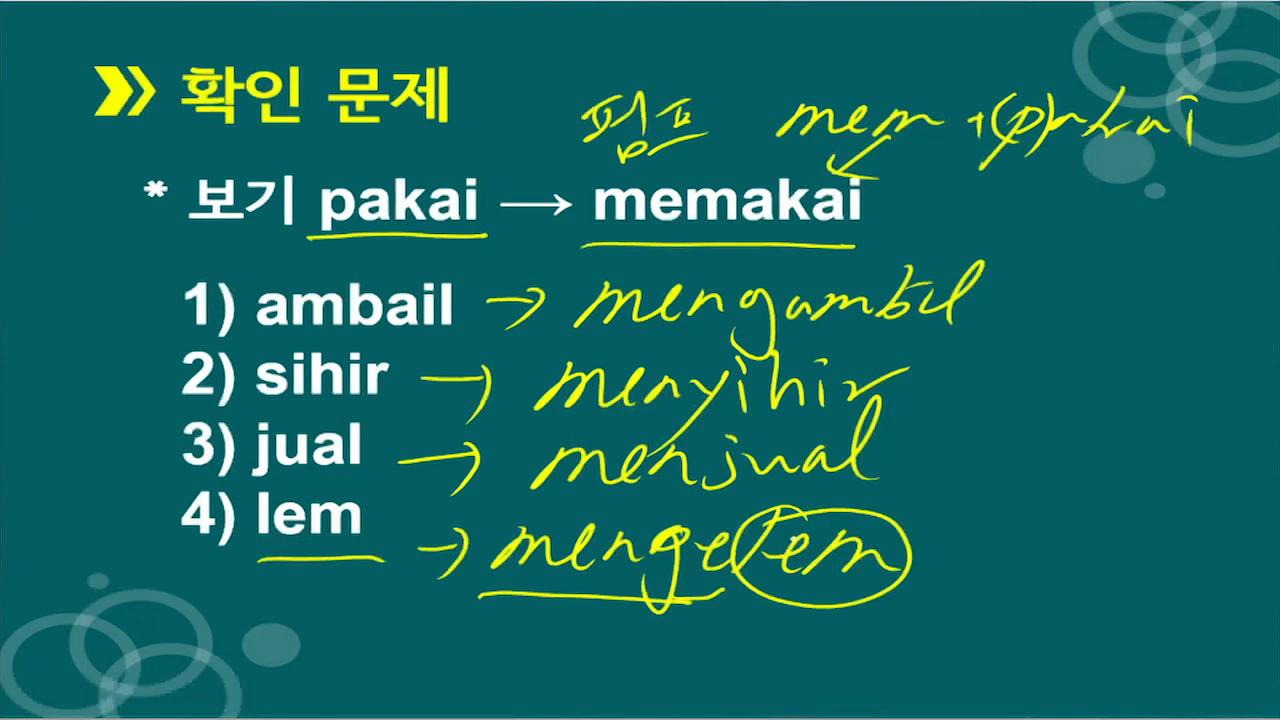 확인 문제
펌프 mem + (p)akai
* 보기 pakai → memakai
1) ambail → mengambil
2) sihir → menyihir
3) jual → menjual
4) lem → mengelem